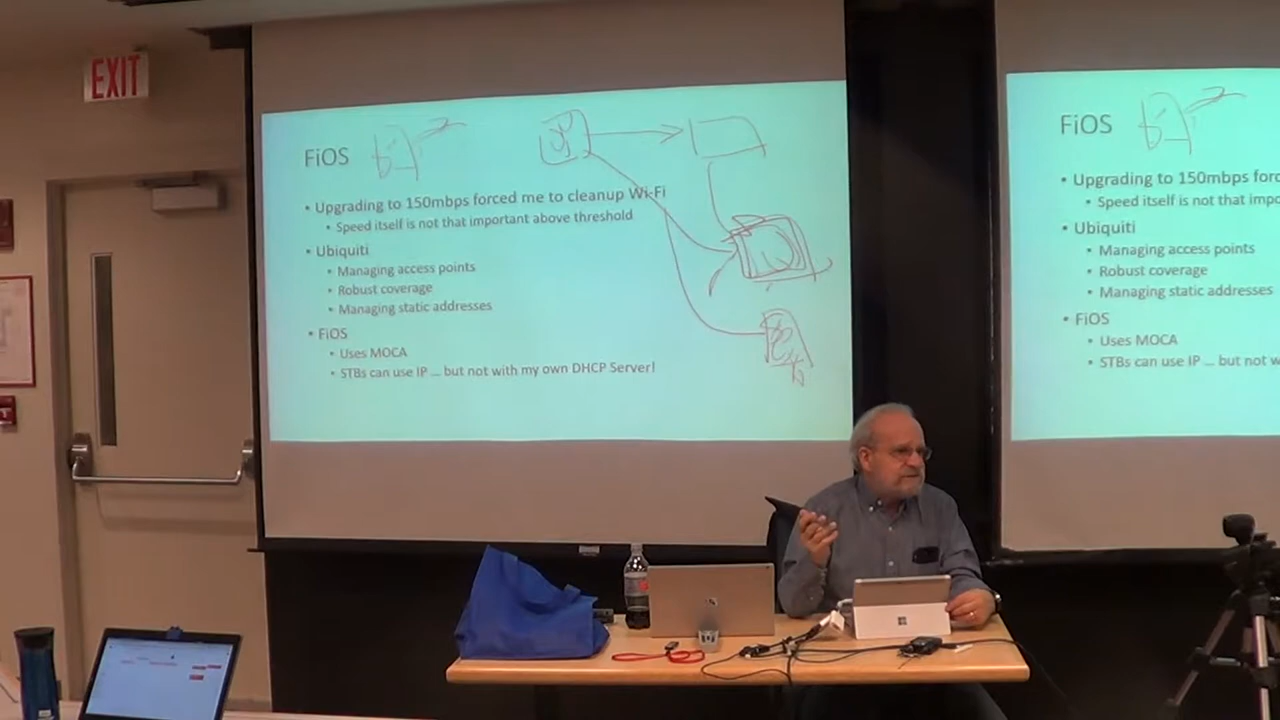 EXIT
FiOS
• Upgrading to 150mbps forced me to cleanup Wi-Fi
• Speed itself is not that important above threshold
• Ubiquiti
• Managing access points
• Robust coverage
• Managing static addresses
• FiOS
• Uses MOCA
• STBs can use IP ... but not with my own DHCP Server!
FiOS
• Upgrading to 150mbps forc
• Speed itself is not that impo
• Ubiquiti
• Managing access points
• Robust coverage
• Managing static addresses
• FiOS
• Uses MOCA
• STBs can use IP ... but not w